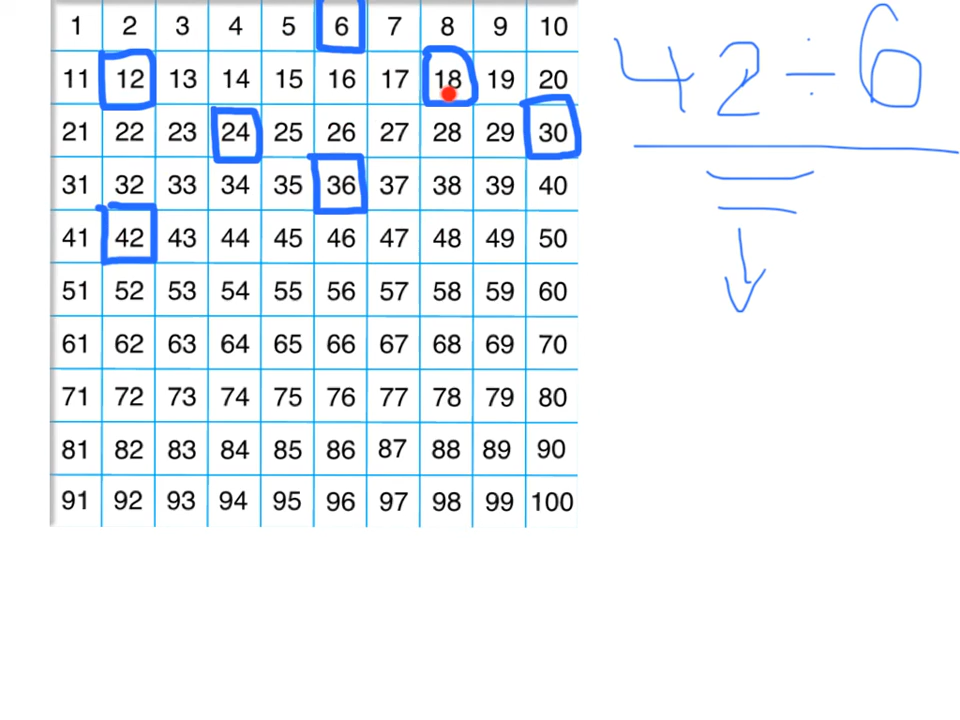 1 2 3 4 5 6 7 8 9 10
11 12 13 14 15 16 17 18 19 20
21 22 23 24 25 26 27 28 29 30
31 32 33 34 35 36 37 38 39 40
41 42 43 44 45 46 47 48 49 50
51 52 53 54 55 56 57 58 59 60
61 62 63 64 65 66 67 68 69 70
71 72 73 74 75 76 77 78 79 80
81 82 83 84 85 86 87 88 89 90
91 92 93 94 95 96 97 98 99 100
42 ÷ 6
=
↓